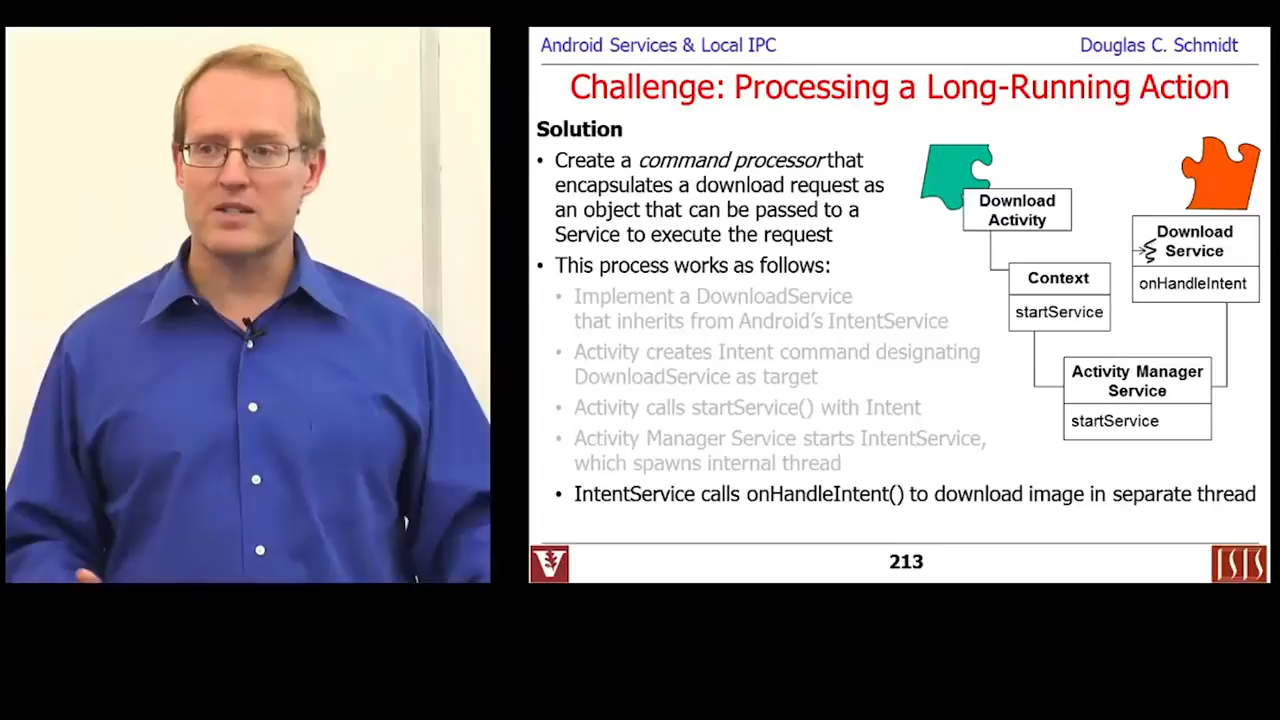 Android Services & Local IPC
Douglas C. Schmidt
Challenge: Processing a Long-Running Action
Solution
• Create a command processor that
encapsulates a download request as
an object that can be passed to a
Service to execute the request
• This process works as follows:
• Implement a DownloadService
that inherits from Android's IntentService
• Activity creates Intent command designating
DownloadService as target
• Activity calls startService() with Intent
• Activity Manager Service starts IntentService,
which spawns internal thread
• IntentService calls onHandleIntent() to download image in separate thread
Download
Activity
Context
startService
Download
Service
onHandleIntent
Activity Manager
Service
startService
213
V
ISIS